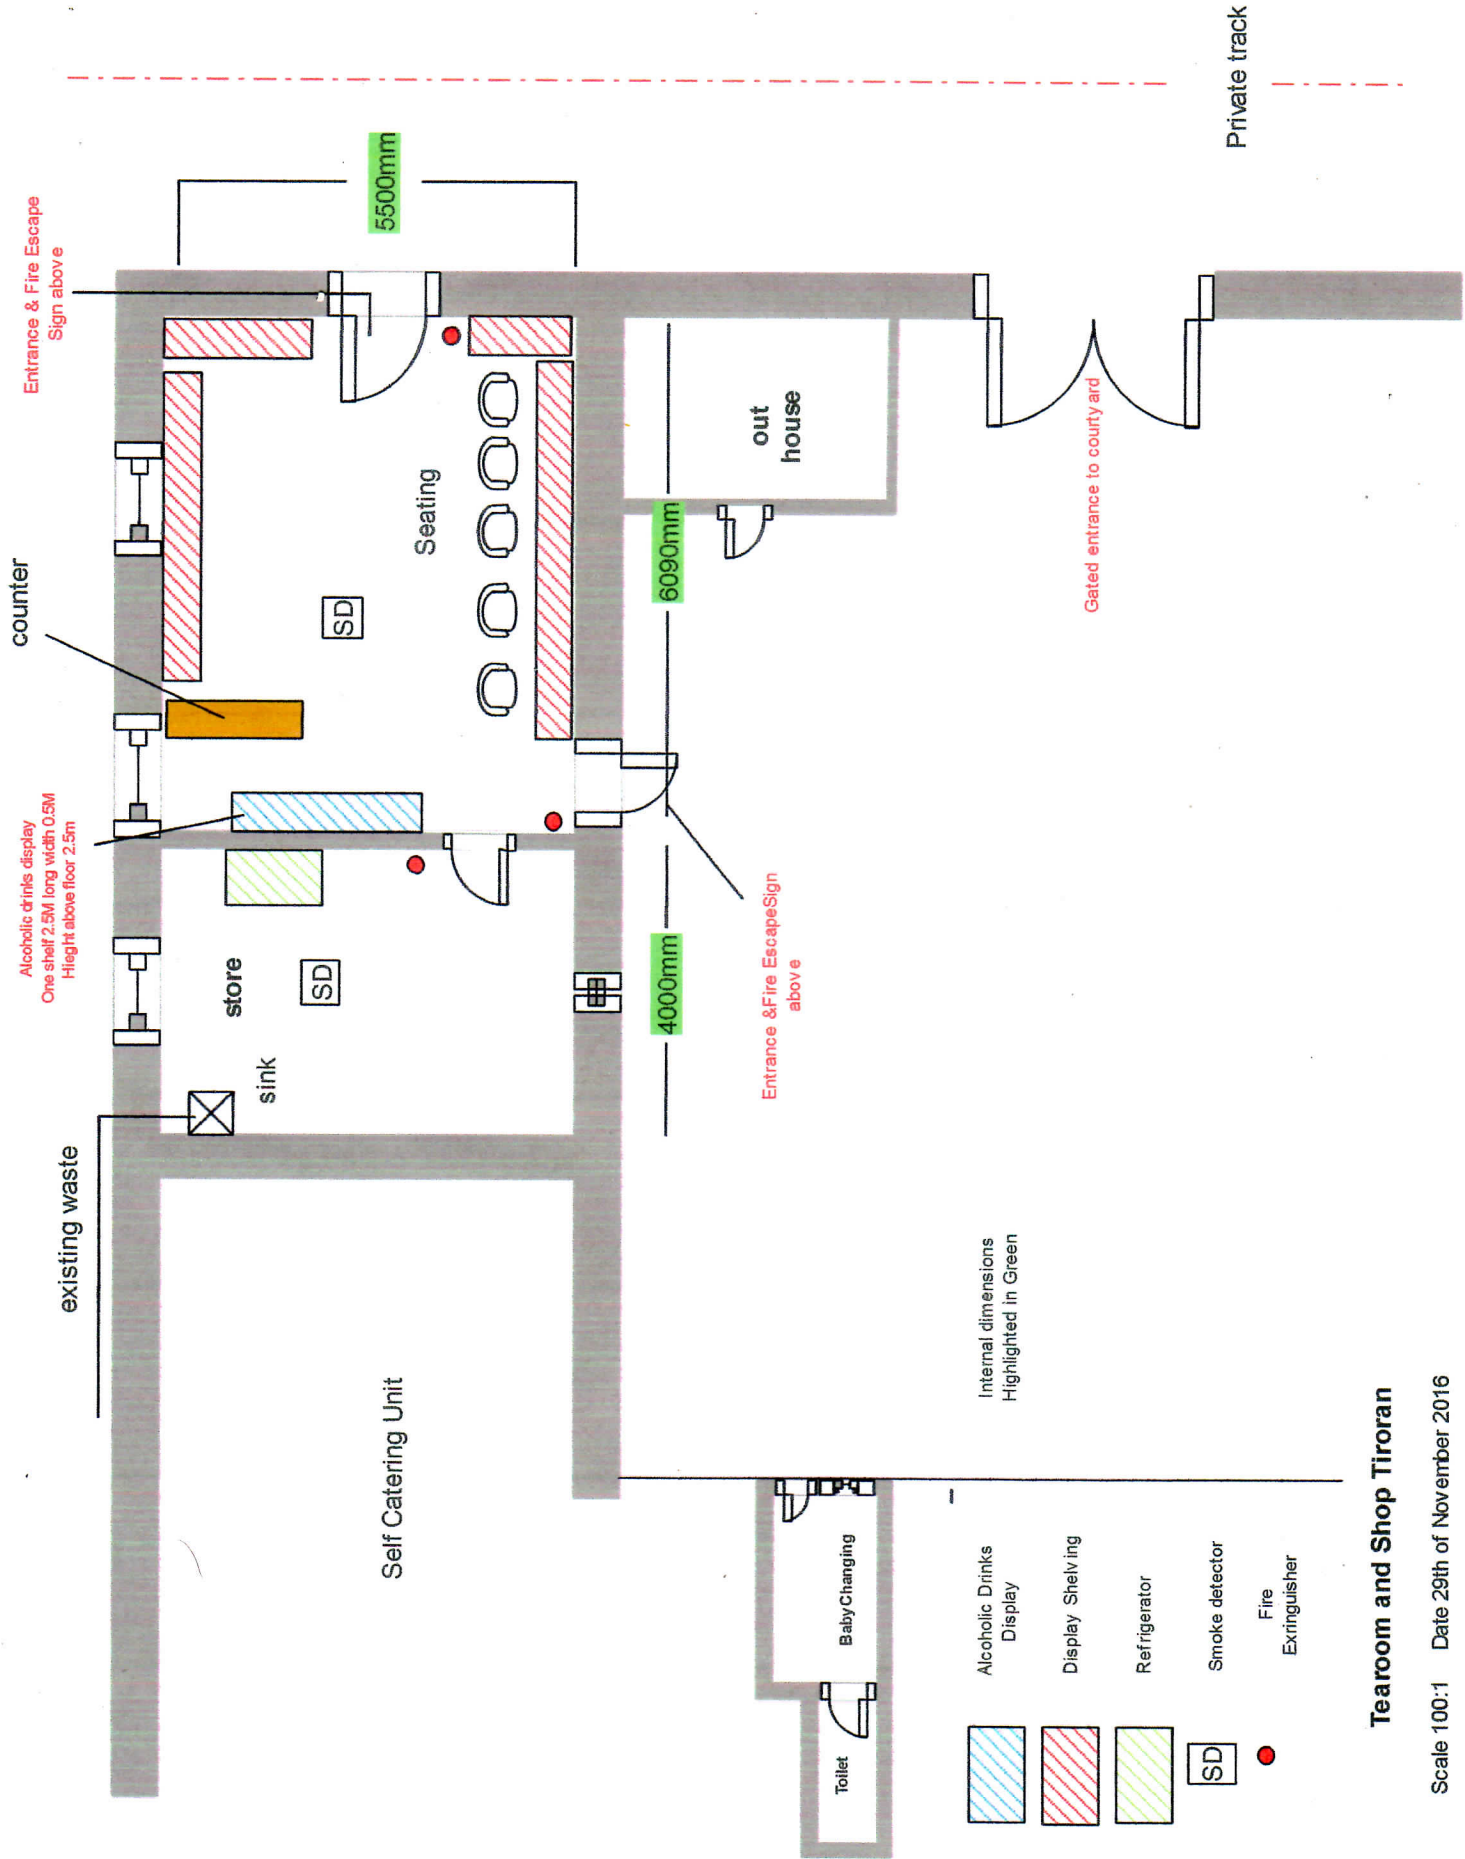 existing waste
Alcoholic drinks display
One shelf 2.5M long width 0.5M
Hieght above floor 2.5m
counter
Entrance & Fire Escape
Sign above
5500mm
sink
store
SD
SD
Seating
Self Catering Unit
4000mm
6090mm
out
house
Entrance &Fire EscapeSign
above
Private track
Gated entrance to courtyard
Toilet
BabyChanging
Internal dimensions
Highlighted in Green
Alcoholic Drinks
Display
Display Shelving
Refrigerator
SD
Smoke detector
Fire
Exringuisher
Tearoom and Shop Tiroran
Scale 100:1 Date 29th of November 2016